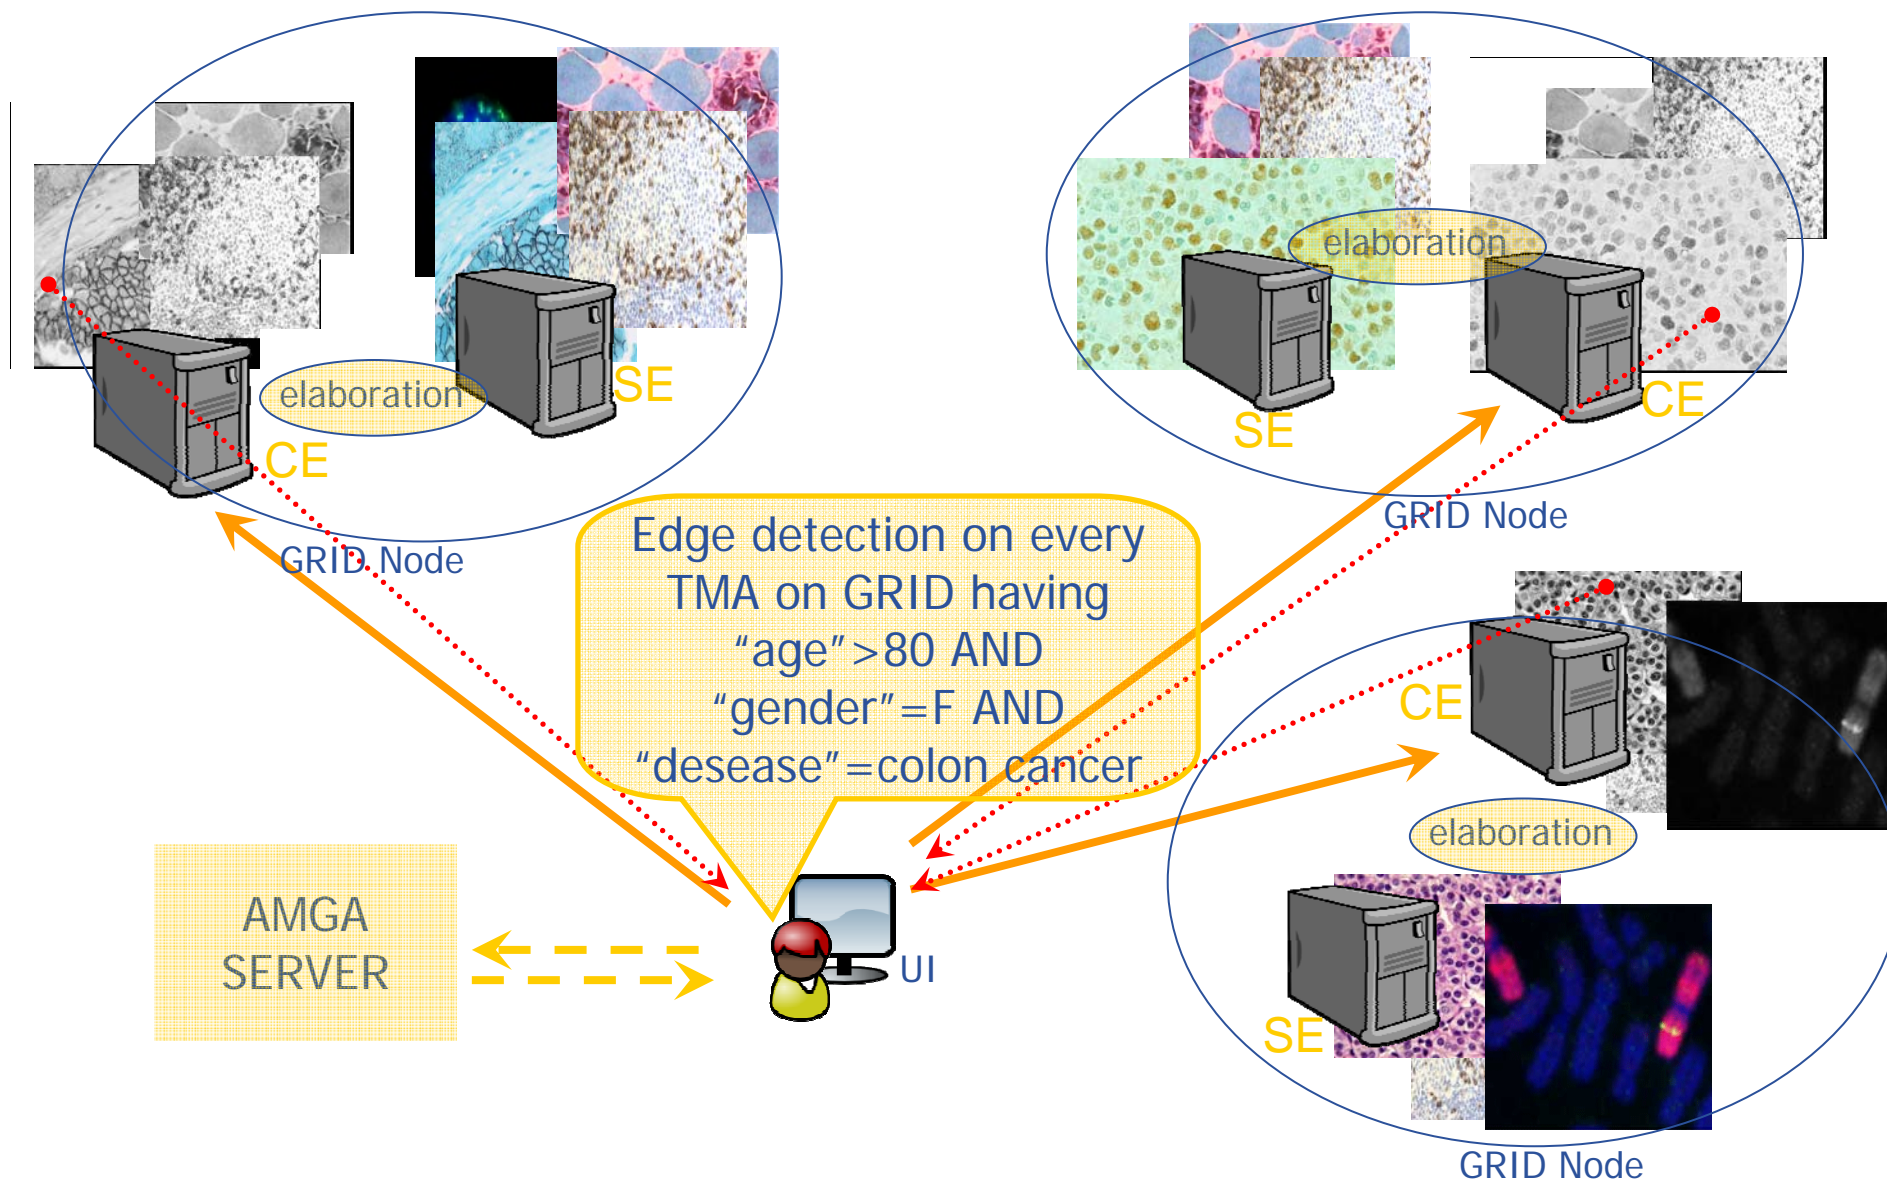 elaboration
SE
CE
GRID Node
elaboration
SE
CE
GRID Node
Edge detection on every
TMA on GRID having
“age”>80 AND
“gender”=F AND
“desease”=colon cancer
CE
elaboration
SE
GRID Node
AMGA
SERVER
UI